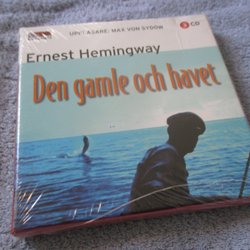 UPPLÄSARE: MAX VON SYDOW
3 CD
Ernest Hemingway
Den gamle och havet